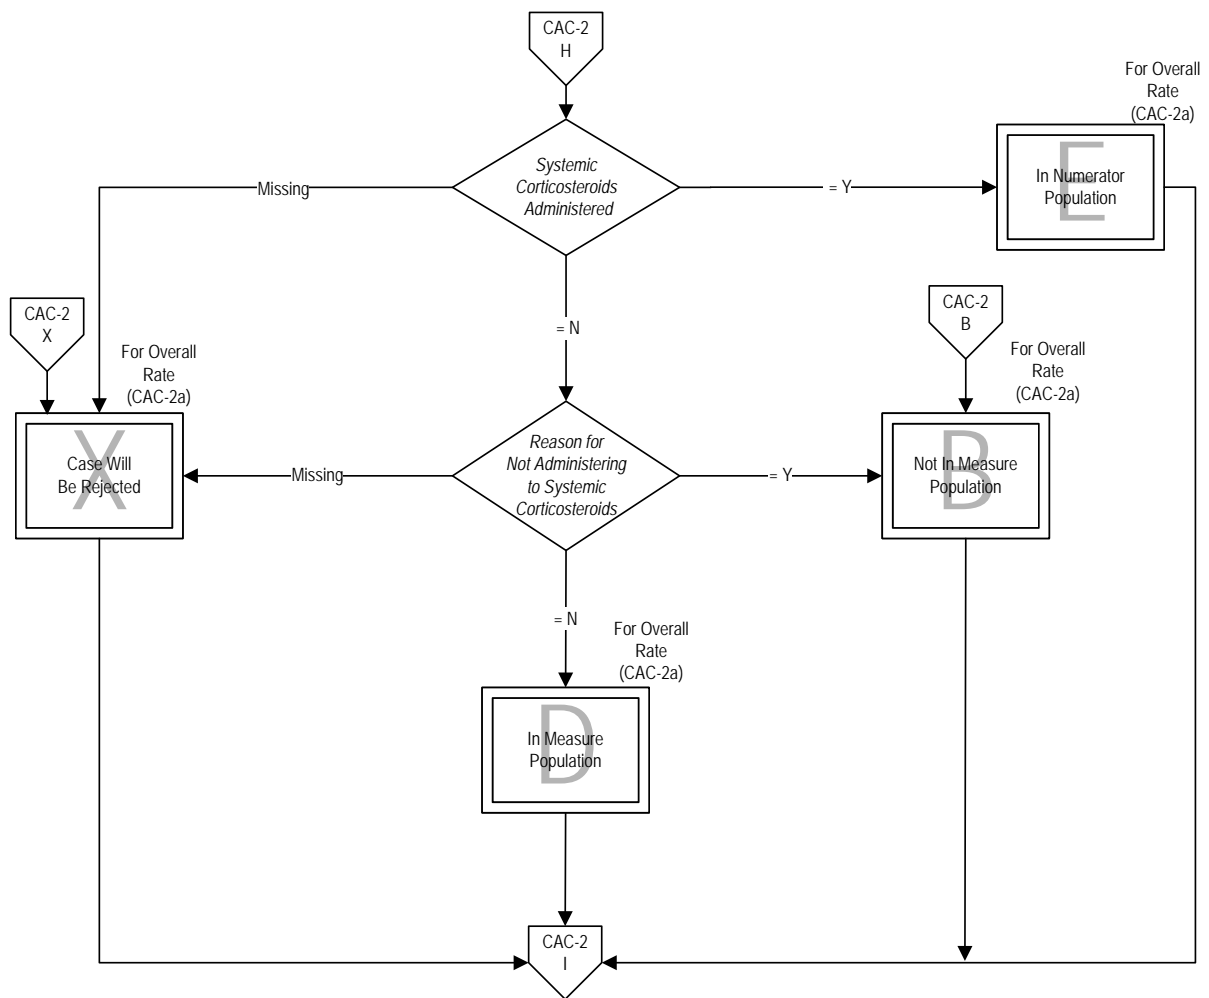 CAC-2
H
For Overall
Rate
(CAC-2a)
Systemic
Corticosteroids
Administered
Missing
= Y
E
In Numerator
Population
= N
CAC-2
X
For Overall
Rate
(CAC-2a)
CAC-2
B
For Overall
Rate
(CAC-2a)
X
Case Will
Be Rejected
Missing
Reason for
Not Administering
to Systemic
Corticosteroids
= Y
B
Not In Measure
Population
= N
For Overall
Rate
(CAC-2a)
D
In Measure
Population
CAC-2
I